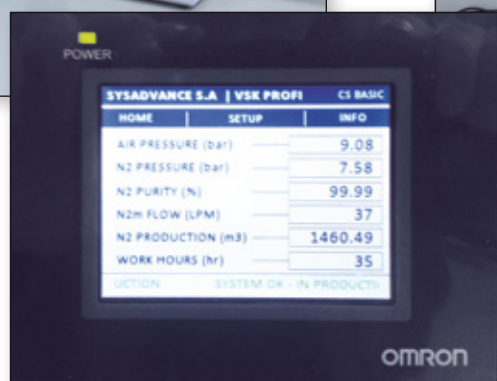 POWER
SYSADVANCE S.A | VSK PROFI CS BASIC
HOME SETUP INFO
AIR PRESSURE (bar) 9.08
N2 PRESSURE (bar) 7.58
N2 PURITY (%) 99.99
N2m FLOW (LPM) 37
N2 PRODUCTION (m3) 1460.49
WORK HOURS (hr) 35
UCTION SYSTEM OK - IN PRODUCTI
OMRON